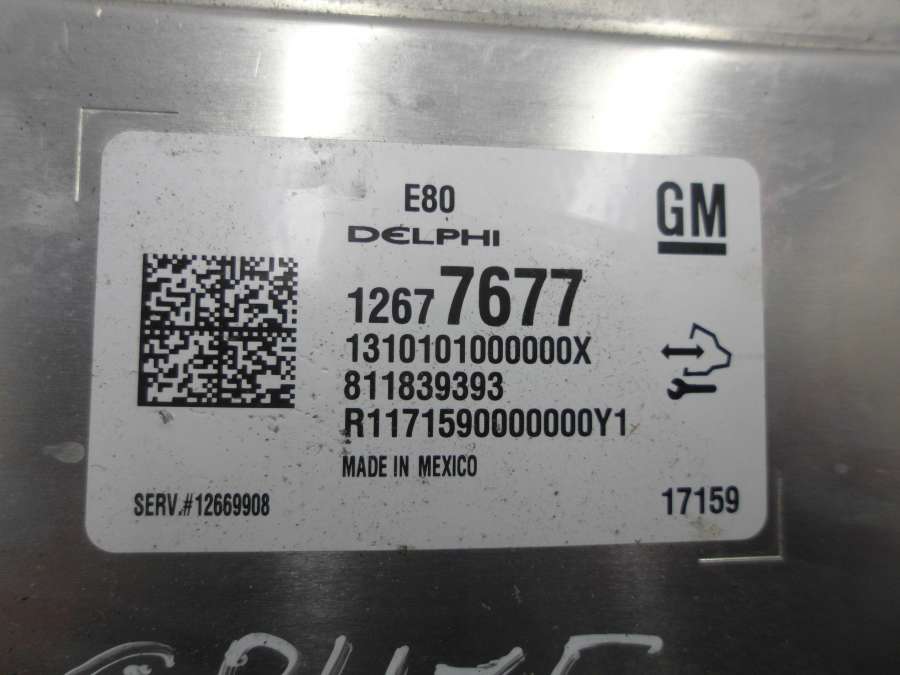 E80
GM
DELPHI
1267 7677
1310101000000X
811839393
R1171590000000Y1
MADE IN MEXICO
SERV.#12669908
17159